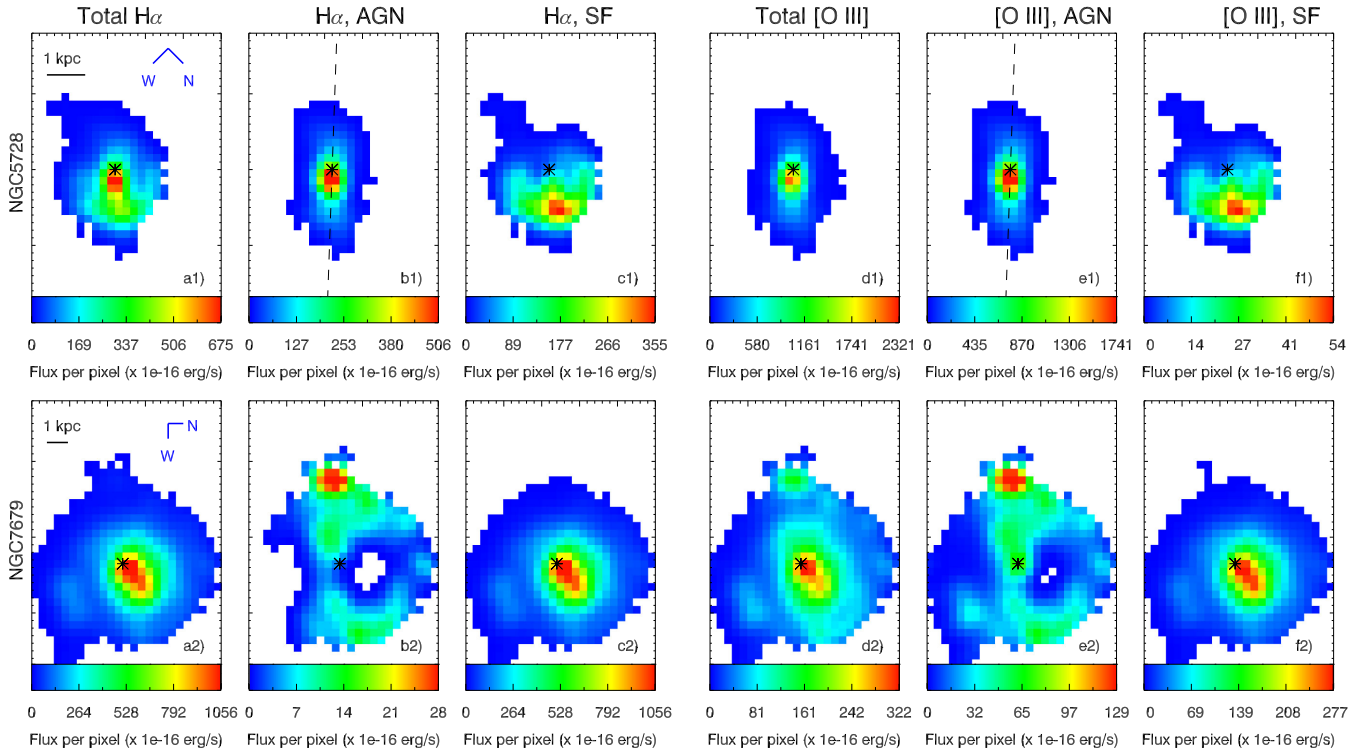 Total Hα Hα, AGN Hα, SF Total [O III] [O III], AGN [O III], SF
1 kpc
W N
NGC5728
a1) b1) c1) d1) e1) f1)
0 169 337 506 675 0 127 253 380 506 0 89 177 266 355 0 580 1161 1741 2321 0 435 870 1306 1741 0 14 27 41 54
Flux per pixel (x 1e-16 erg/s) Flux per pixel (x 1e-16 erg/s) Flux per pixel (x 1e-16 erg/s) Flux per pixel (x 1e-16 erg/s) Flux per pixel (x 1e-16 erg/s) Flux per pixel (x 1e-16 erg/s)
1 kpc
N
W
NGC7679
a2) b2) c2) d2) e2) f2)
0 264 528 792 1056 0 7 14 21 28 0 264 528 792 1056 0 81 161 242 322 0 32 65 97 129 0 69 139 208 277
Flux per pixel (x 1e-16 erg/s) Flux per pixel (x 1e-16 erg/s) Flux per pixel (x 1e-16 erg/s) Flux per pixel (x 1e-16 erg/s) Flux per pixel (x 1e-16 erg/s) Flux per pixel (x 1e-16 erg/s)